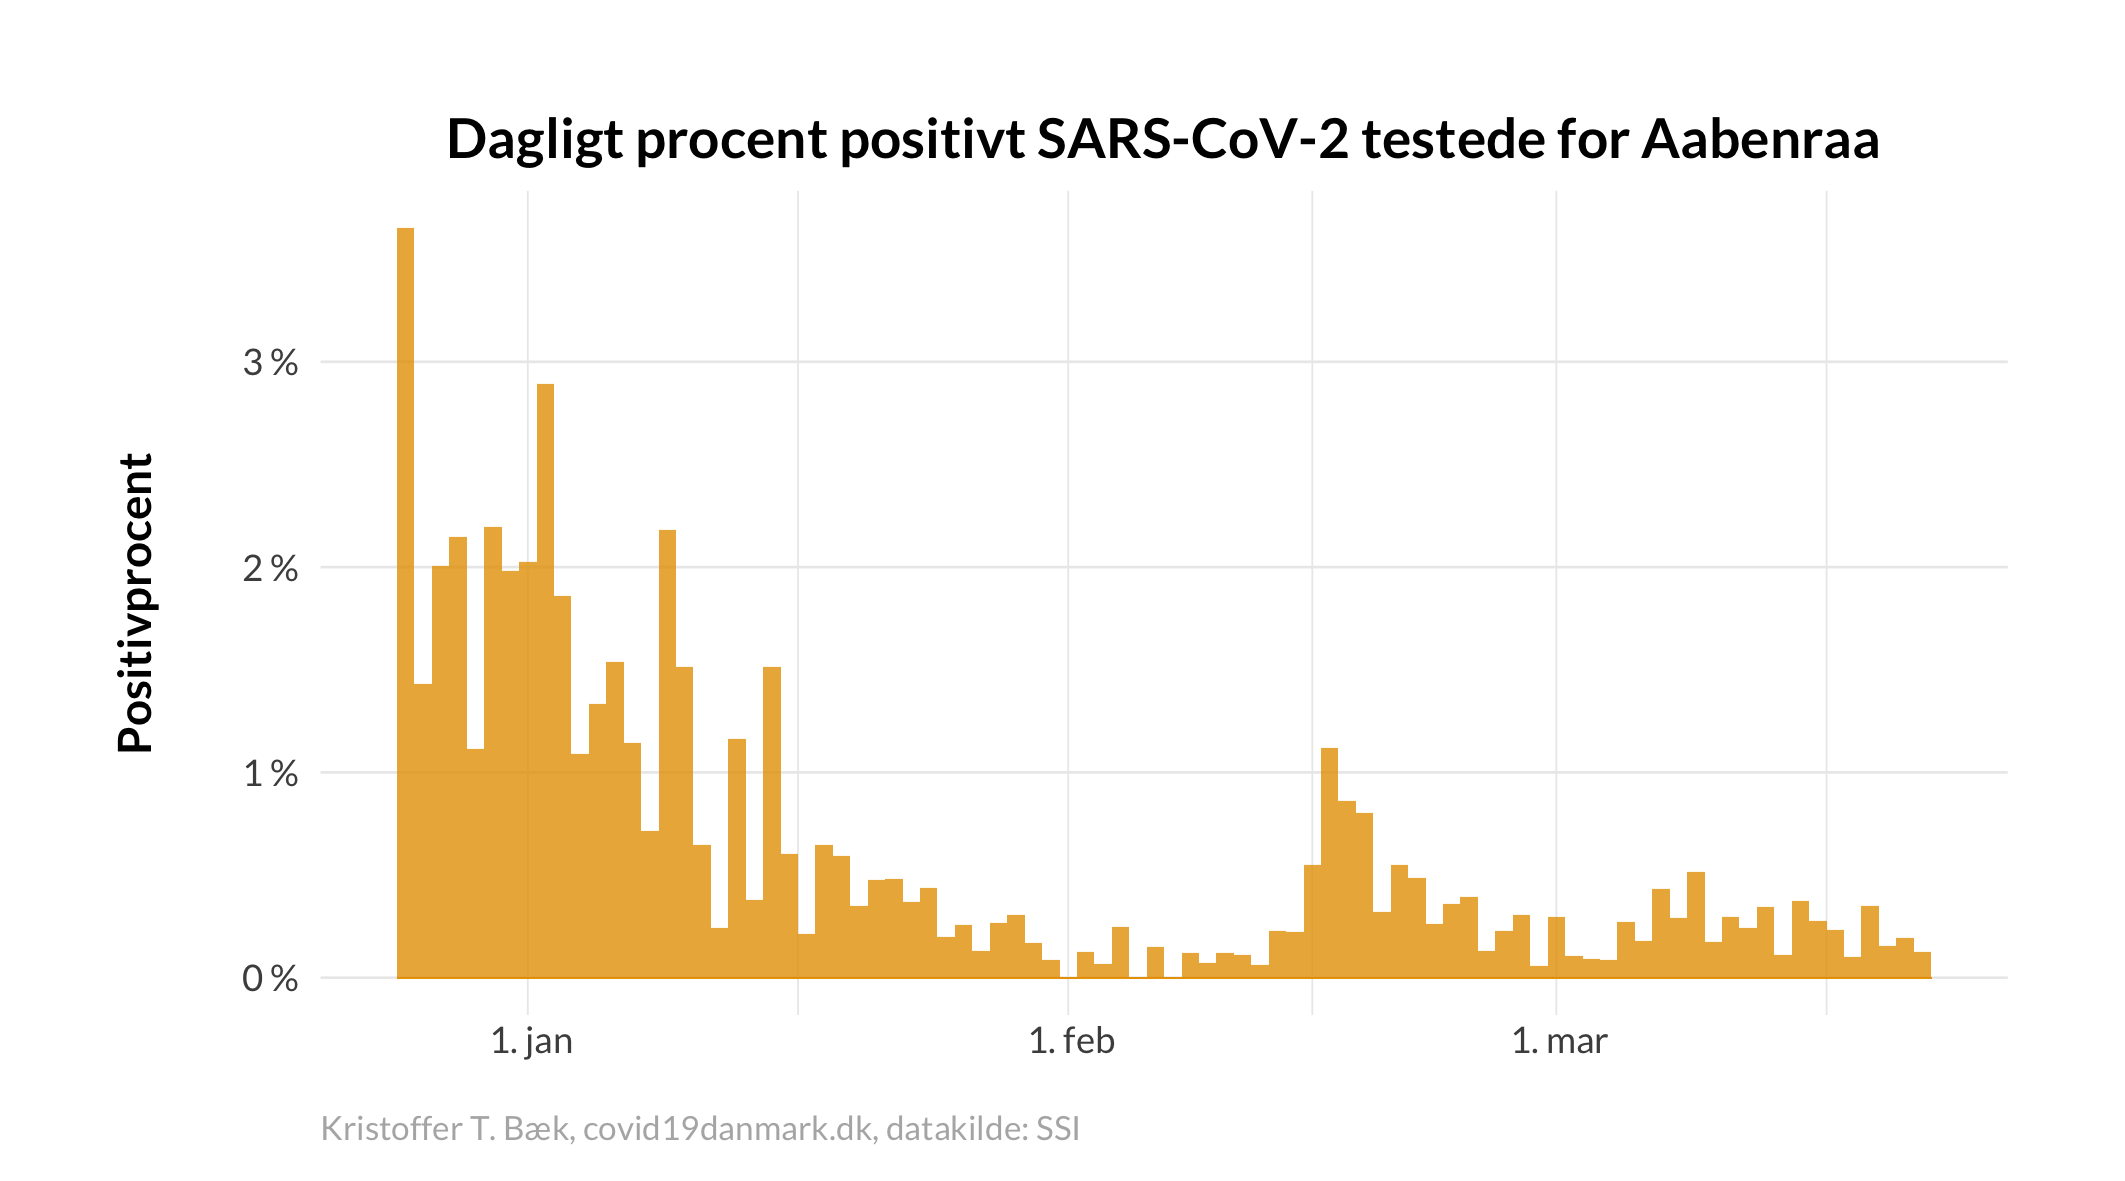 Dagligt procent positivt SARS-CoV-2 testede for Aabenraa
Positivprocent
3 %
2 %
1 %
0 %
1. jan
1. feb
1. mar
Kristoffer T. Bæk, covid19danmark.dk, datakilde: SSI